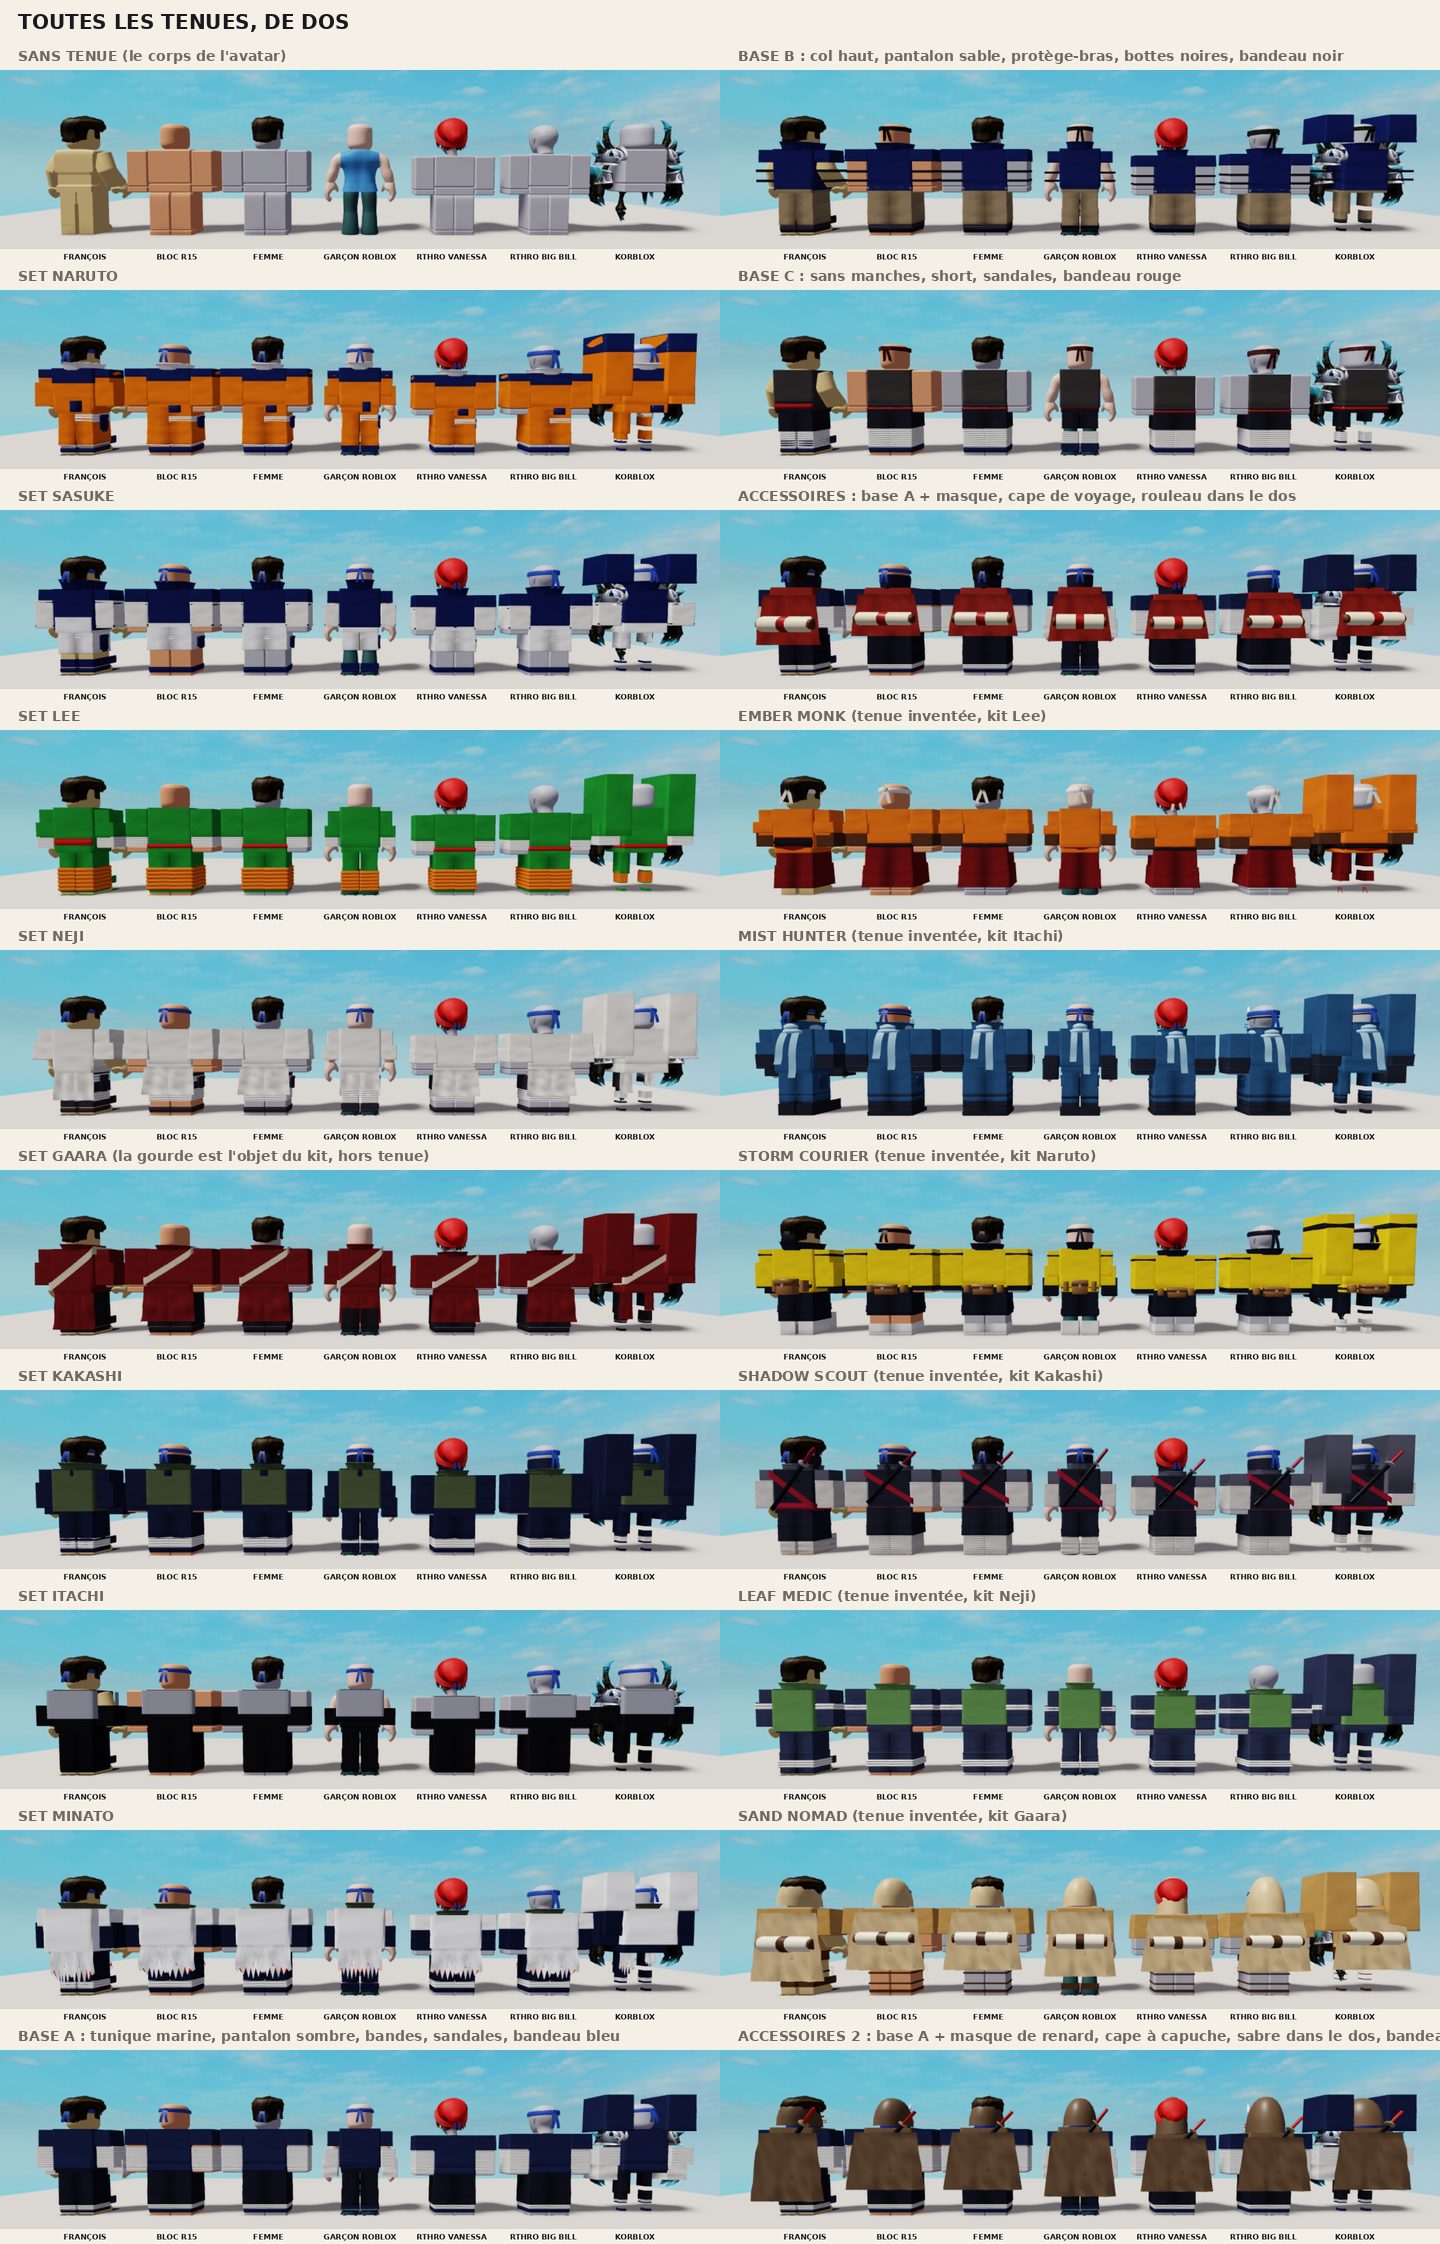 TOUTES LES TENUES, DE DOS
SANS TENUE (le corps de l'avatar)
BASE B : col haut, pantalon sable, protège-bras, bottes noires, bandeau noir
FRANÇOIS BLOC R15 FEMME GARÇON ROBLOX RTHRO VANESSA RTHRO BIG BILL KORBLOX
FRANÇOIS BLOC R15 FEMME GARÇON ROBLOX RTHRO VANESSA RTHRO BIG BILL KORBLOX
SET NARUTO
BASE C : sans manches, short, sandales, bandeau rouge
FRANÇOIS BLOC R15 FEMME GARÇON ROBLOX RTHRO VANESSA RTHRO BIG BILL KORBLOX
FRANÇOIS BLOC R15 FEMME GARÇON ROBLOX RTHRO VANESSA RTHRO BIG BILL KORBLOX
SET SASUKE
ACCESSOIRES : base A + masque, cape de voyage, rouleau dans le dos
FRANÇOIS BLOC R15 FEMME GARÇON ROBLOX RTHRO VANESSA RTHRO BIG BILL KORBLOX
FRANÇOIS BLOC R15 FEMME GARÇON ROBLOX RTHRO VANESSA RTHRO BIG BILL KORBLOX
SET LEE
EMBER MONK (tenue inventée, kit Lee)
FRANÇOIS BLOC R15 FEMME GARÇON ROBLOX RTHRO VANESSA RTHRO BIG BILL KORBLOX
FRANÇOIS BLOC R15 FEMME GARÇON ROBLOX RTHRO VANESSA RTHRO BIG BILL KORBLOX
SET NEJI
MIST HUNTER (tenue inventée, kit Itachi)
FRANÇOIS BLOC R15 FEMME GARÇON ROBLOX RTHRO VANESSA RTHRO BIG BILL KORBLOX
FRANÇOIS BLOC R15 FEMME GARÇON ROBLOX RTHRO VANESSA RTHRO BIG BILL KORBLOX
SET GAARA (la gourde est l'objet du kit, hors tenue)
STORM COURIER (tenue inventée, kit Naruto)
FRANÇOIS BLOC R15 FEMME GARÇON ROBLOX RTHRO VANESSA RTHRO BIG BILL KORBLOX
FRANÇOIS BLOC R15 FEMME GARÇON ROBLOX RTHRO VANESSA RTHRO BIG BILL KORBLOX
SET KAKASHI
SHADOW SCOUT (tenue inventée, kit Kakashi)
FRANÇOIS BLOC R15 FEMME GARÇON ROBLOX RTHRO VANESSA RTHRO BIG BILL KORBLOX
FRANÇOIS BLOC R15 FEMME GARÇON ROBLOX RTHRO VANESSA RTHRO BIG BILL KORBLOX
SET ITACHI
LEAF MEDIC (tenue inventée, kit Neji)
FRANÇOIS BLOC R15 FEMME GARÇON ROBLOX RTHRO VANESSA RTHRO BIG BILL KORBLOX
FRANÇOIS BLOC R15 FEMME GARÇON ROBLOX RTHRO VANESSA RTHRO BIG BILL KORBLOX
SET MINATO
SAND NOMAD (tenue inventée, kit Gaara)
FRANÇOIS BLOC R15 FEMME GARÇON ROBLOX RTHRO VANESSA RTHRO BIG BILL KORBLOX
FRANÇOIS BLOC R15 FEMME GARÇON ROBLOX RTHRO VANESSA RTHRO BIG BILL KORBLOX
BASE A : tunique marine, pantalon sombre, bandes, sandales, bandeau bleu
ACCESSOIRES 2 : base A + masque de renard, cape à capuche, sabre dans le dos, bandea
FRANÇOIS BLOC R15 FEMME GARÇON ROBLOX RTHRO VANESSA RTHRO BIG BILL KORBLOX
FRANÇOIS BLOC R15 FEMME GARÇON ROBLOX RTHRO VANESSA RTHRO BIG BILL KORBLOX